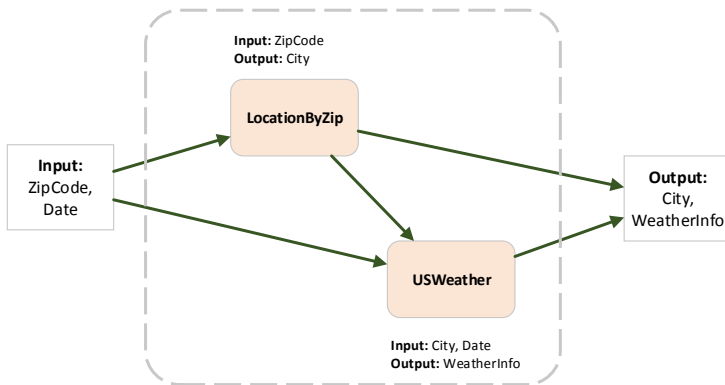 Input: ZipCode
Output: City
LocationByZip
Input:
ZipCode,
Date
Output:
City,
WeatherInfo
USWeather
Input: City, Date
Output: WeatherInfo